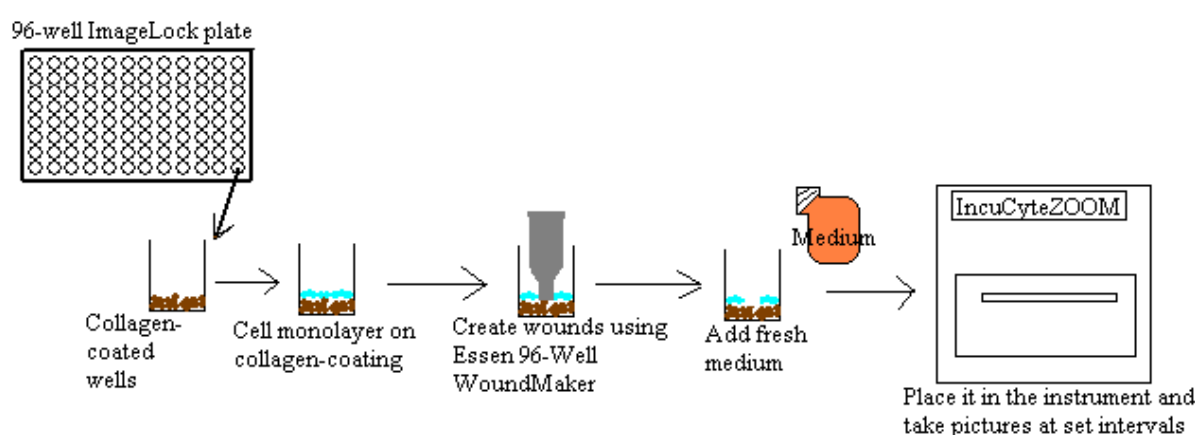 96-well ImageLock plate
Collagen-
coated
wells
Cell monolayer on
collagen-coating
Create wounds using
Essen 96-Well
WoundMaker
Add fresh
medium
Medium
IncuCyteZOOM
Place it in the instrument and
take pictures at set intervals